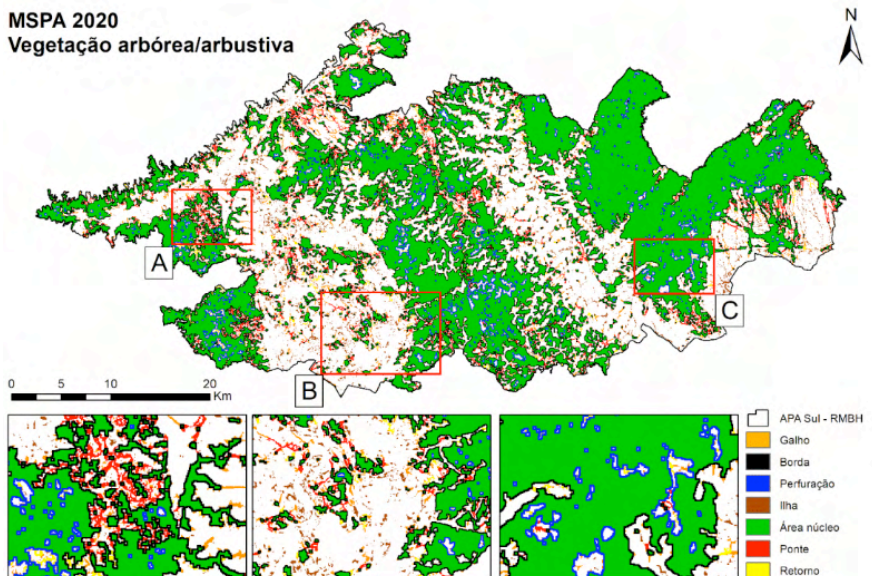 MSPA 2020
Vegetação arbórea/arbustiva
N
A
B
C
0 5 10 20
Km
APA Sul - RMBH
Galho
Borda
Perfuração
Ilha
Área núcleo
Ponte
Retorno